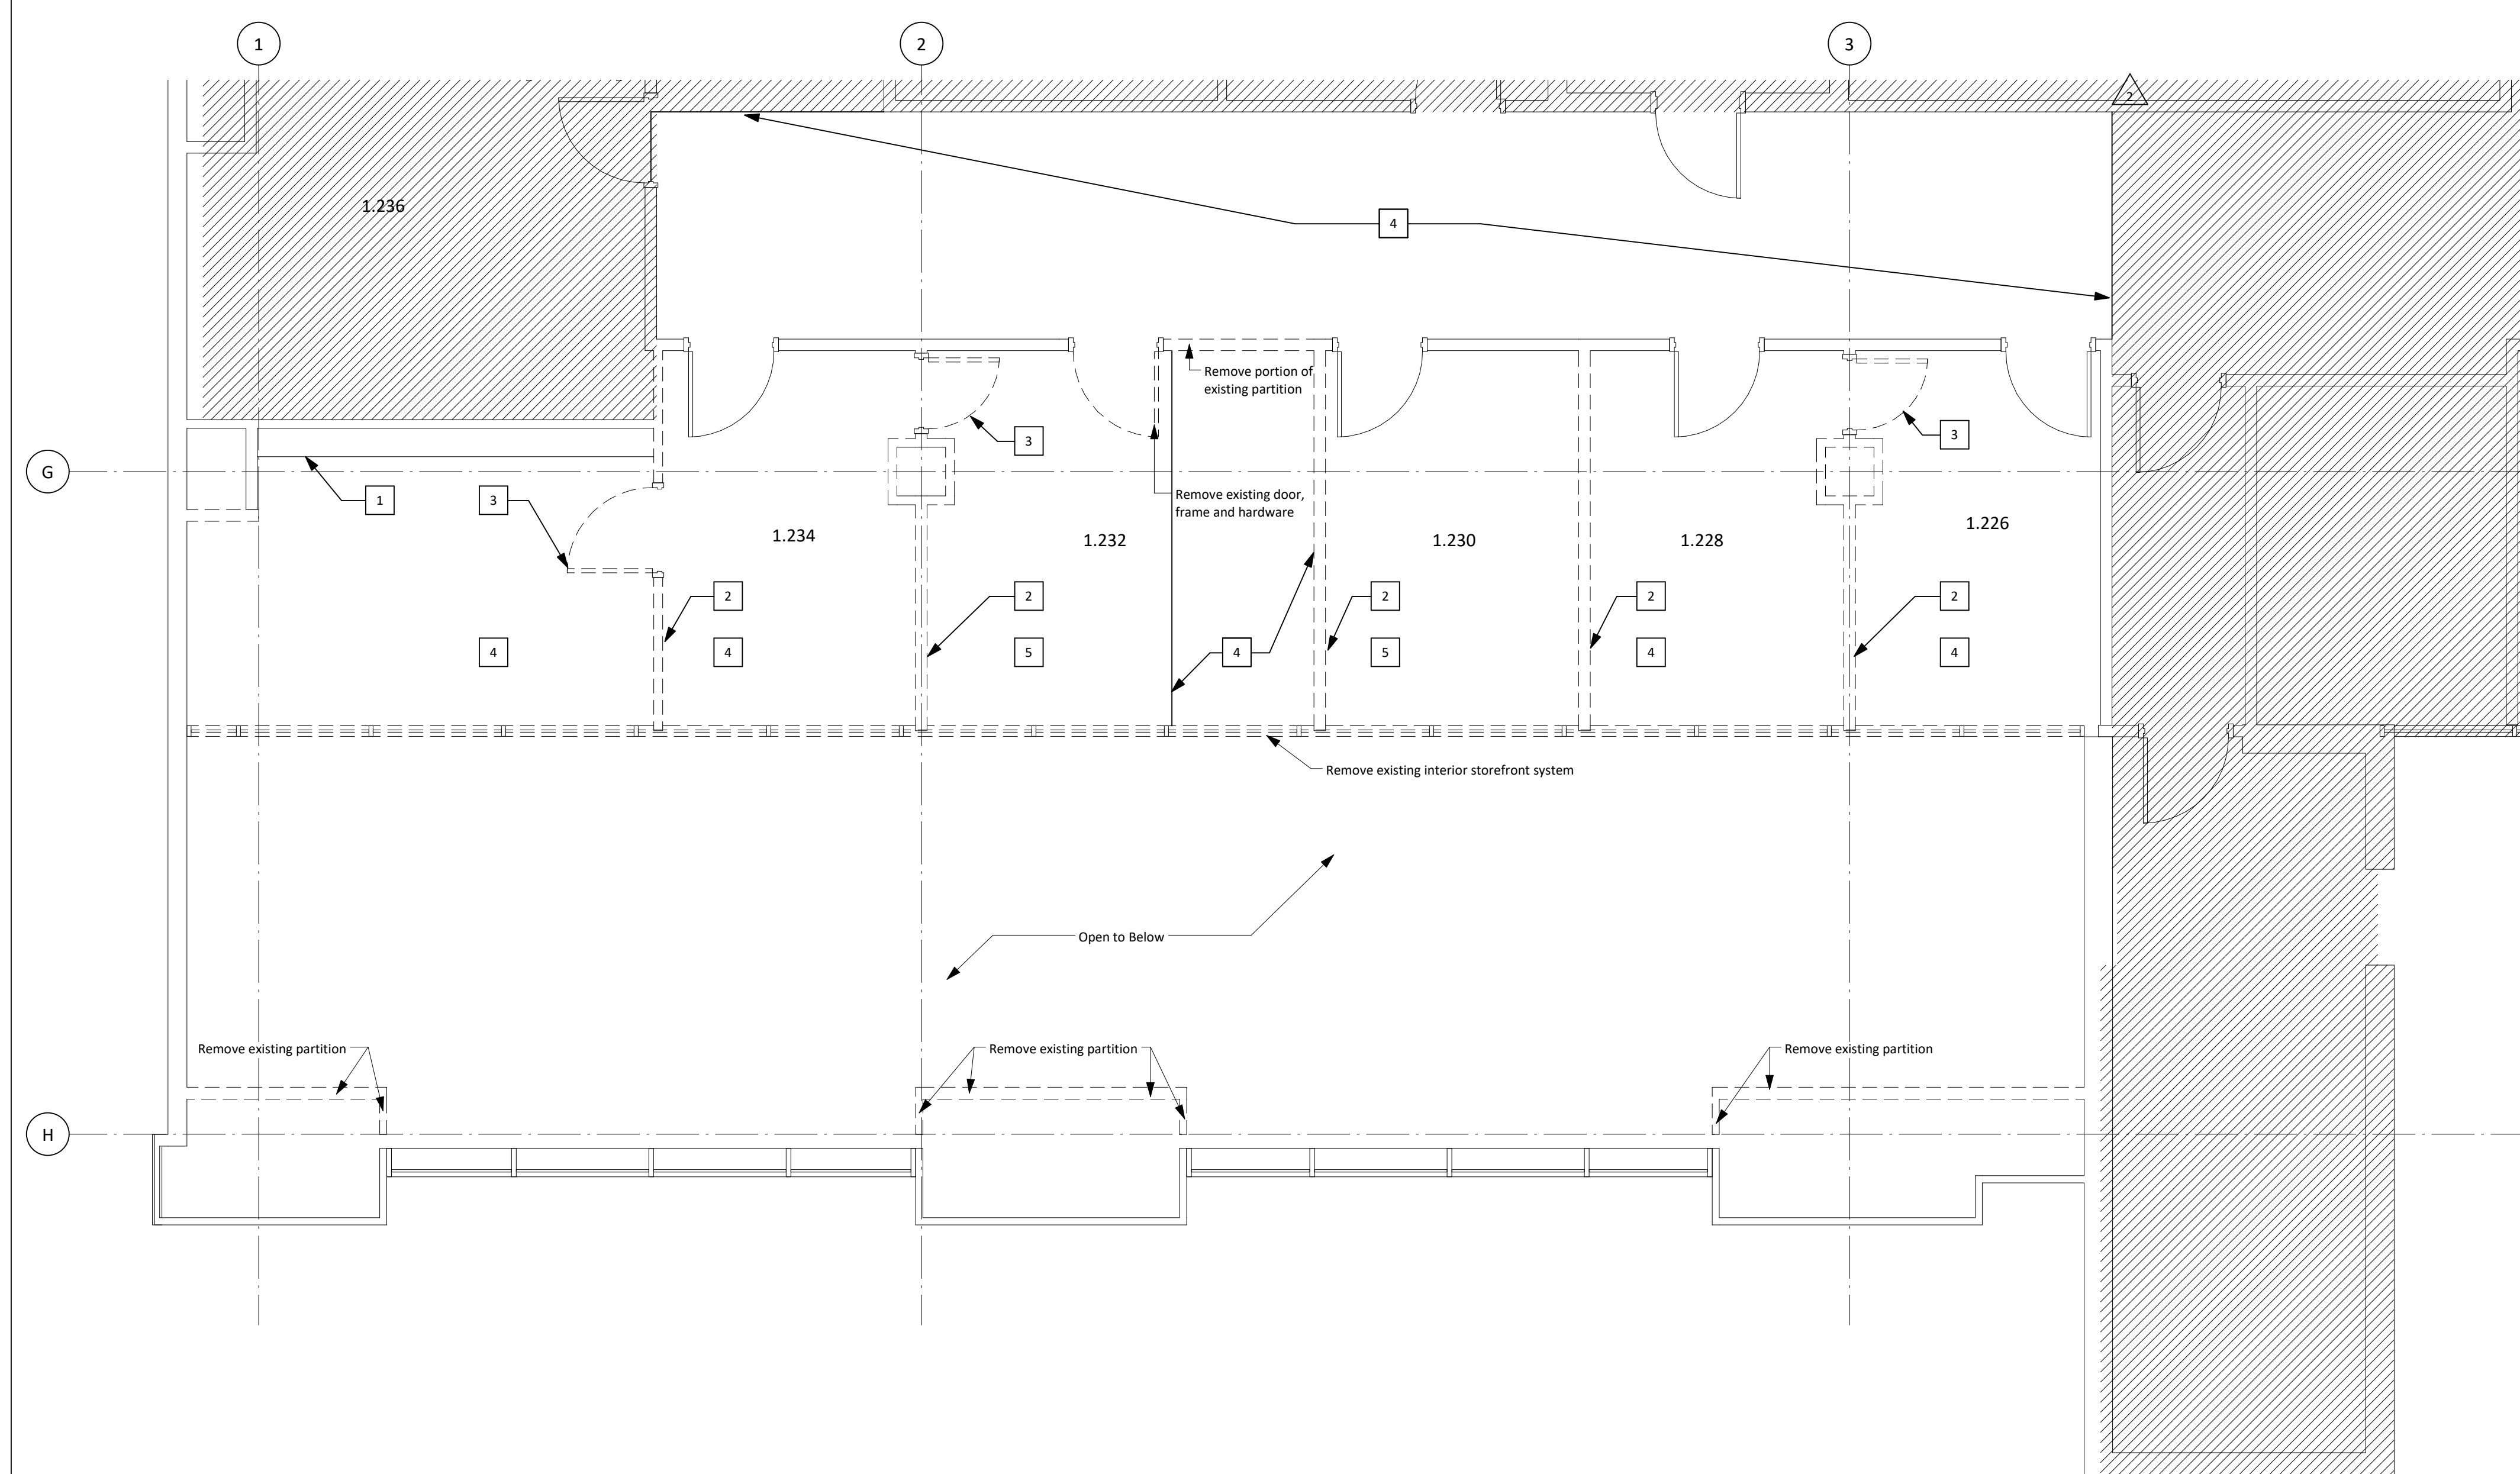 1
2
3
2
1.236
4
Remove portion of
existing partition
3
3
G
1
3
Remove existing door,
frame and hardware
1.234
1.232
1.230
1.228
1.226
2
2
2
2
2
4
4
5
4
5
4
4
Remove existing interior storefront system
Open to Below
Remove existing partition
Remove existing partition
Remove existing partition
H